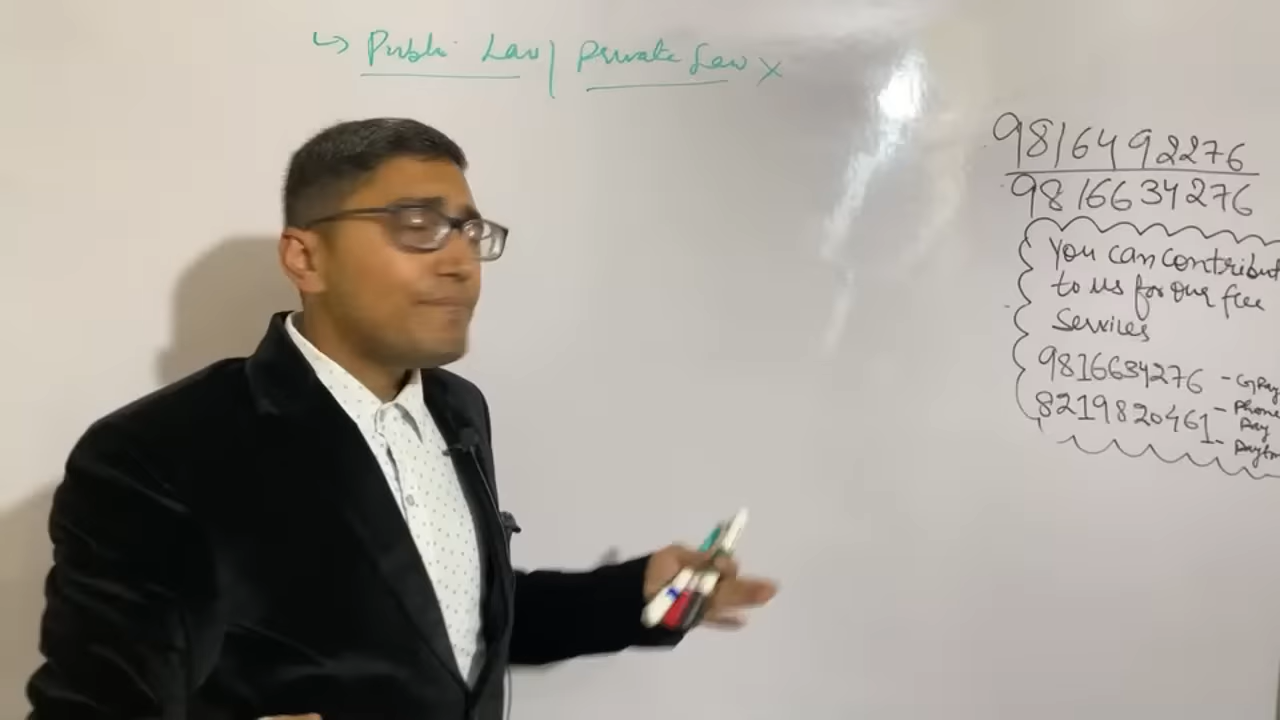 ↳ Public Law | Private Law ×
9816492276
9816634276
You can contribut
to us for our free
Services
9816634276 - GPay
8219820461 - Phone
Pay
- Paytm